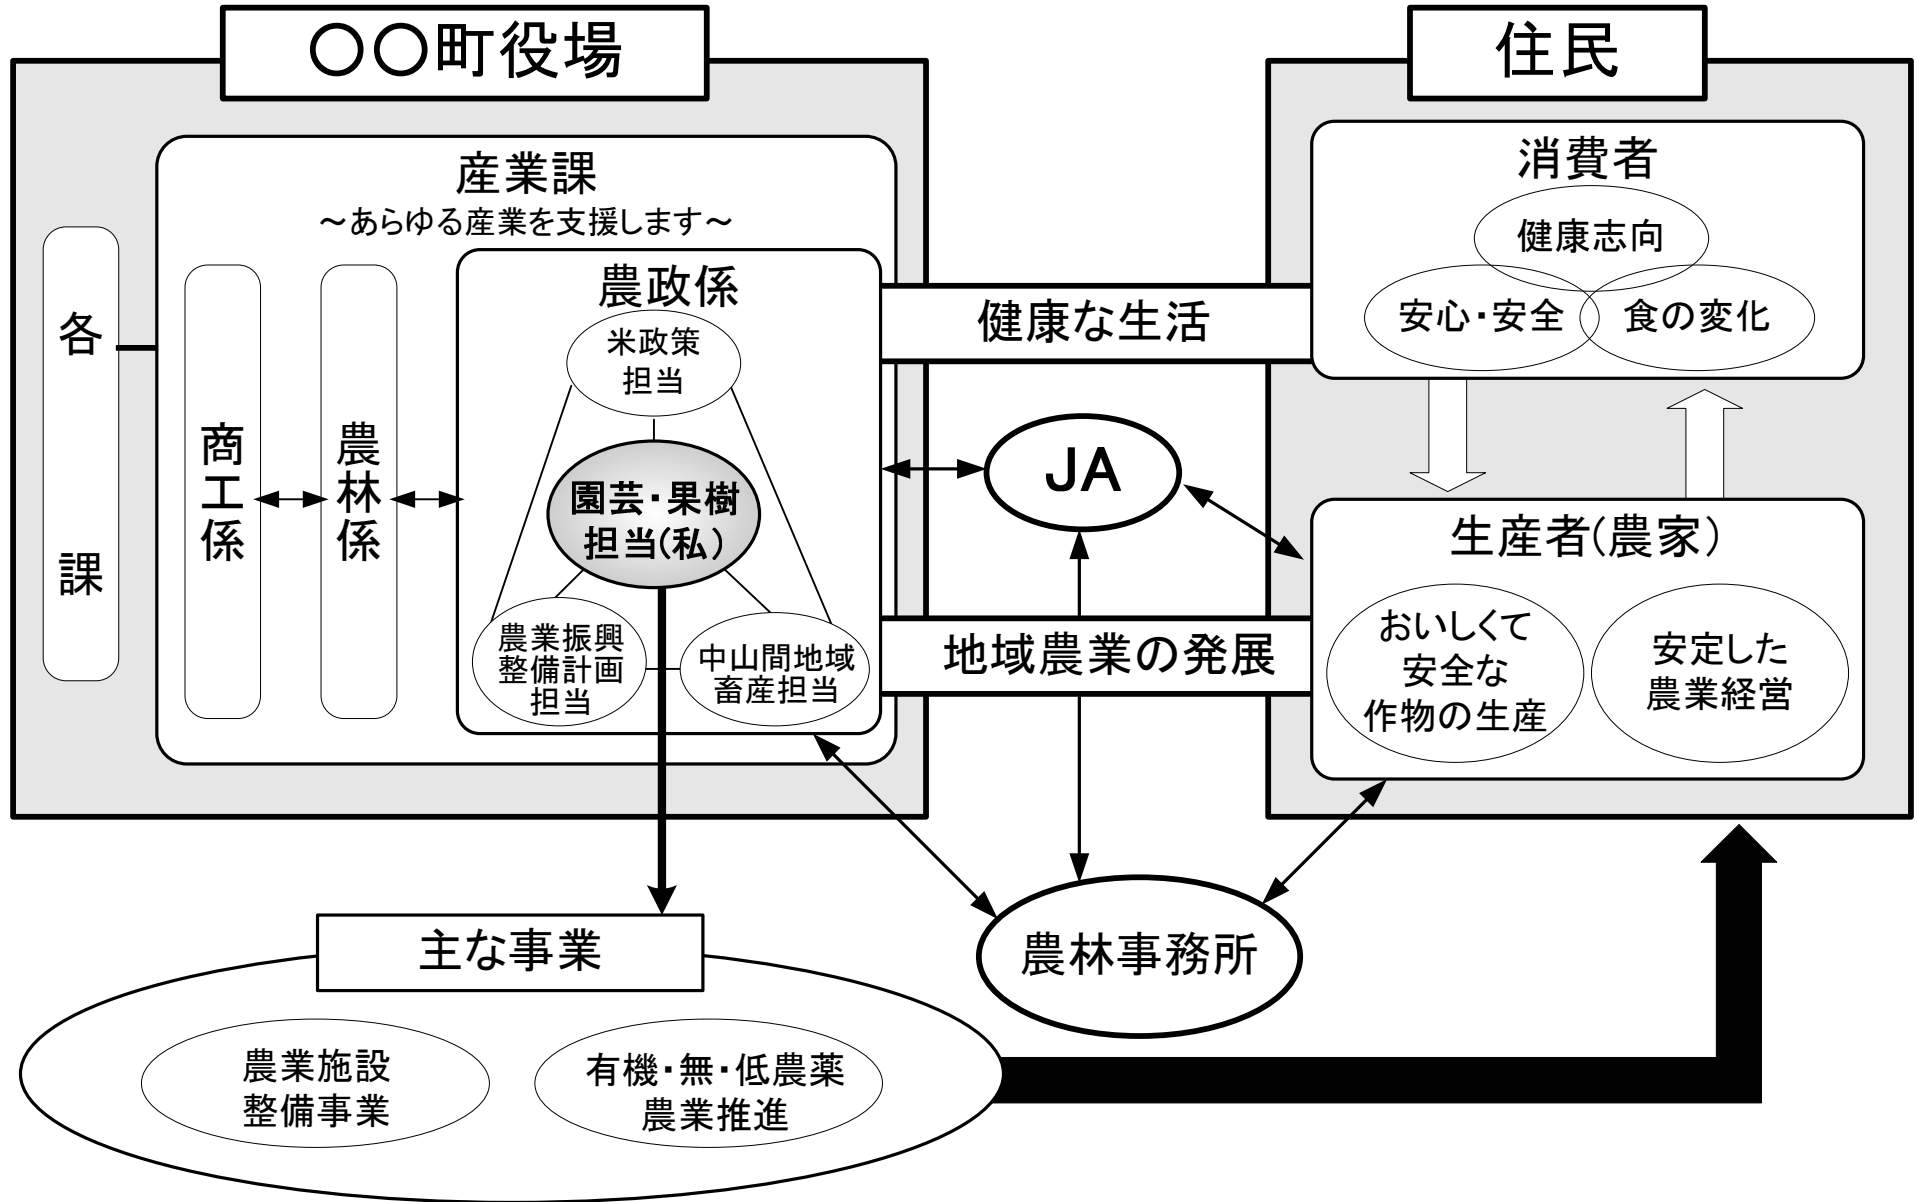 〇〇町役場
住民
産業課
～あらゆる産業を支援します～
各課
商工係
農林係
農政係
米政策
担当
園芸・果樹
担当(私)
農業振興
整備計画
担当
中山間地域
畜産担当
健康な生活
JA
地域農業の発展
消費者
健康志向
安心・安全
食の変化
生産者(農家)
おいしくて
安全な
作物の生産
安定した
農業経営
農林事務所
主な事業
農業施設
整備事業
有機・無・低農薬
農業推進